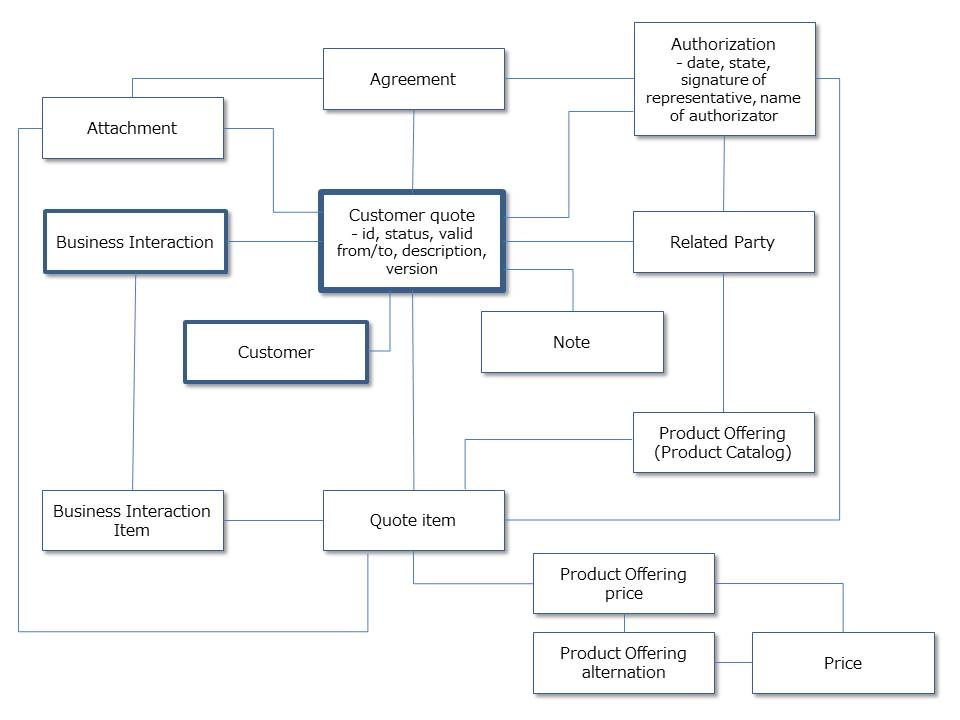 Agreement
Authorization
- date, state,
signature of
representative, name
of authorizator
Attachment
Customer quote
- id, status, valid
from/to, description,
version
Business Interaction
Related Party
Customer
Note
Product Offering
(Product Catalog)
Business Interaction
Item
Quote item
Product Offering
price
Product Offering
alternation
Price